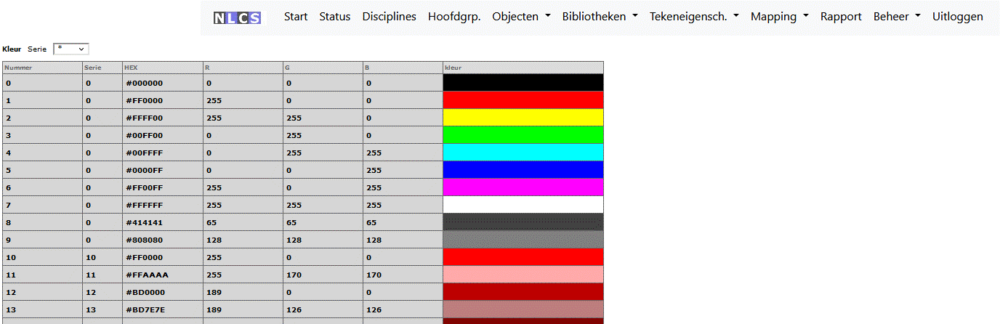 NLCS Start Status Disciplines Hoofdgrp. Objecten Bibliotheken Tekeneigensch. Mapping Rapport Beheer Uitloggen
Kleur Serie *
Nummer Serie HEX R G B kleur
0 0 #000000 0 0 0
1 0 #FF0000 255 0 0
2 0 #FFFF00 255 255 0
3 0 #00FF00 0 255 0
4 0 #00FFFF 0 255 255
5 0 #0000FF 0 0 255
6 0 #FF00FF 255 0 255
7 0 #FFFFFF 255 255 255
8 0 #414141 65 65 65
9 0 #808080 128 128 128
10 10 #FF0000 255 0 0
11 11 #FFAAAA 255 170 170
12 12 #BD0000 189 0 0
13 13 #BD7E7E 189 126 126